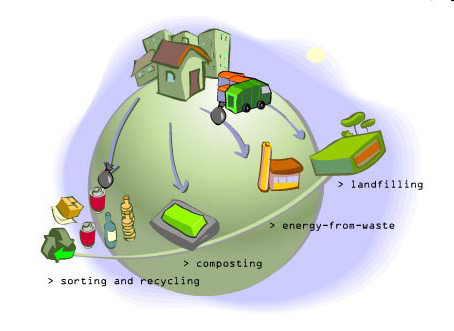 > landfilling
> energy-from-waste
> composting
> sorting and recycling